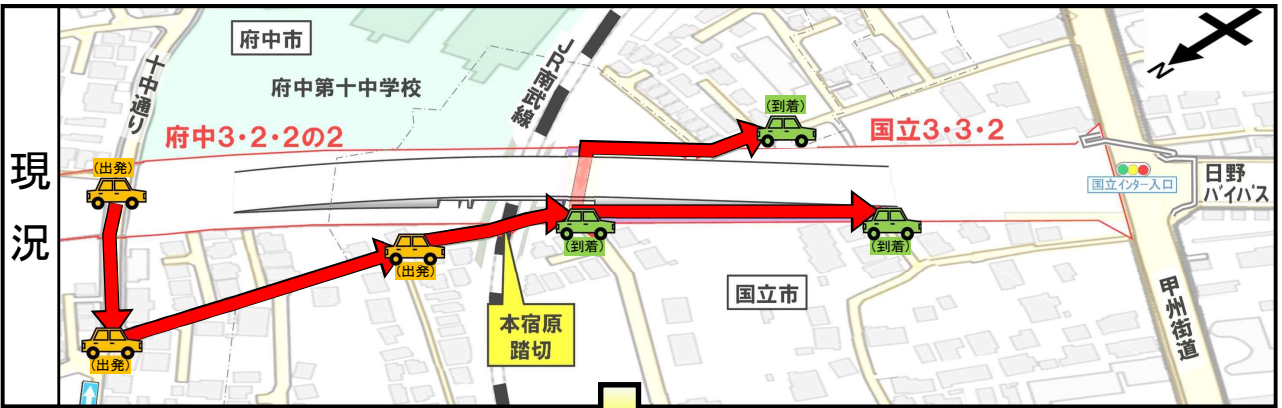 現
況
府中市
十中通り
府中第十中学校
JR南武線
府中3・2・2の2
国立3・3・2
N
(出発)
(出発)
(出発)
(到着)
(到着)
(到着)
本宿原
踏切
国立市
国立インター入口
日野
バイパス
甲州街道